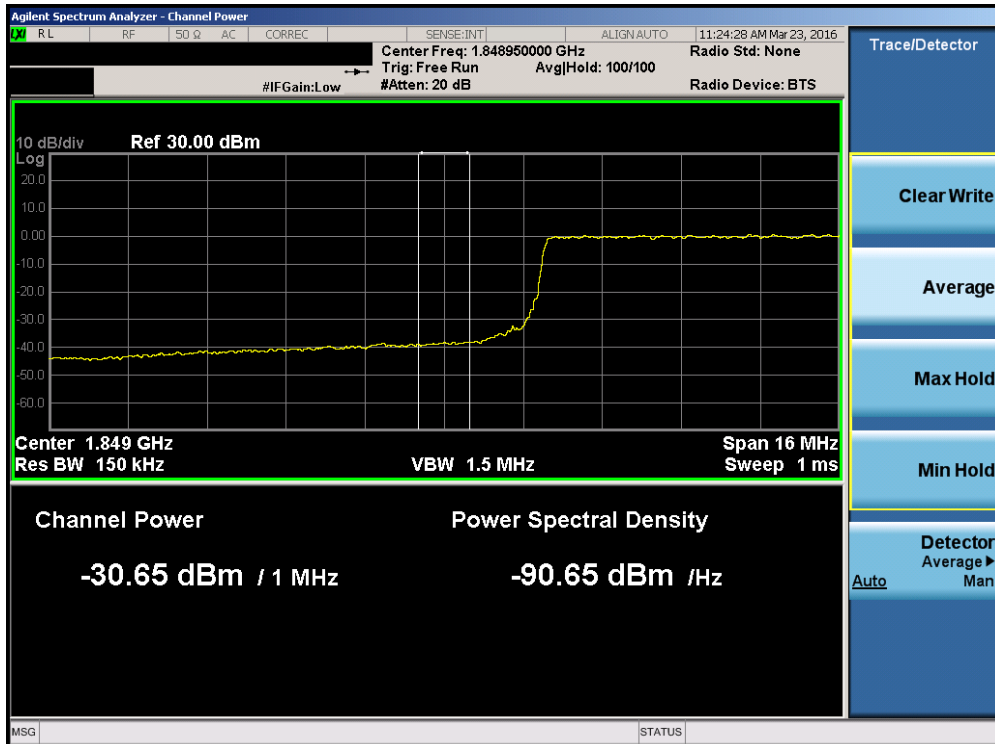 Agilent Spectrum Analyzer - Channel Power
LXI RL RF 50 Ω AC CORREC SENSE:INT ALIGN AUTO 11:24:28 AM Mar 23, 2016
Center Freq: 1.848950000 GHz Radio Std: None
Trig: Free Run Avg|Hold: 100/100
#IFGain:Low #Atten: 20 dB Radio Device: BTS
10 dB/div Ref 30.00 dBm
Log
20.0
10.0
0.00
-10.0
-20.0
-30.0
-40.0
-50.0
-60.0
Center 1.849 GHz Span 16 MHz
Res BW 150 kHz VBW 1.5 MHz Sweep 1 ms
Channel Power Power Spectral Density
-30.65 dBm / 1 MHz -90.65 dBm /Hz
MSG STATUS
Trace/Detector
Clear Write
Average
Max Hold
Min Hold
Detector
Average▶
Auto Man